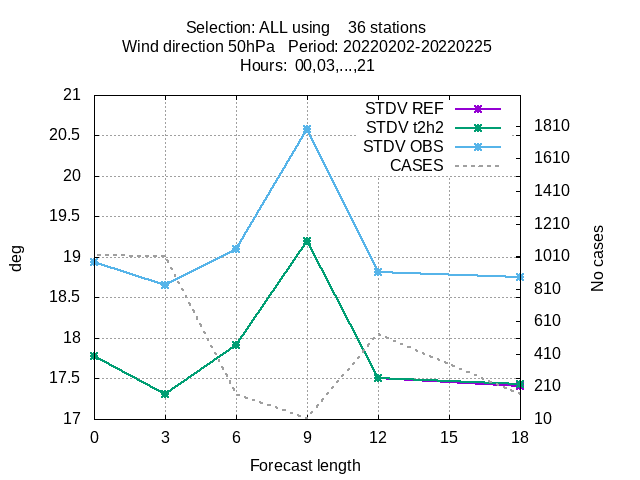 Selection: ALL using    36 stations
Wind direction 50hPa   Period: 20220202-20220225
Hours:  00,03,...,21
STDV REF
STDV t2h2
STDV OBS
CASES
deg
21
20.5
20
19.5
19
18.5
18
17.5
17
1810
1610
1410
1210
1010
810
610
410
210
10
No cases
0 3 6 9 12 15 18
Forecast length